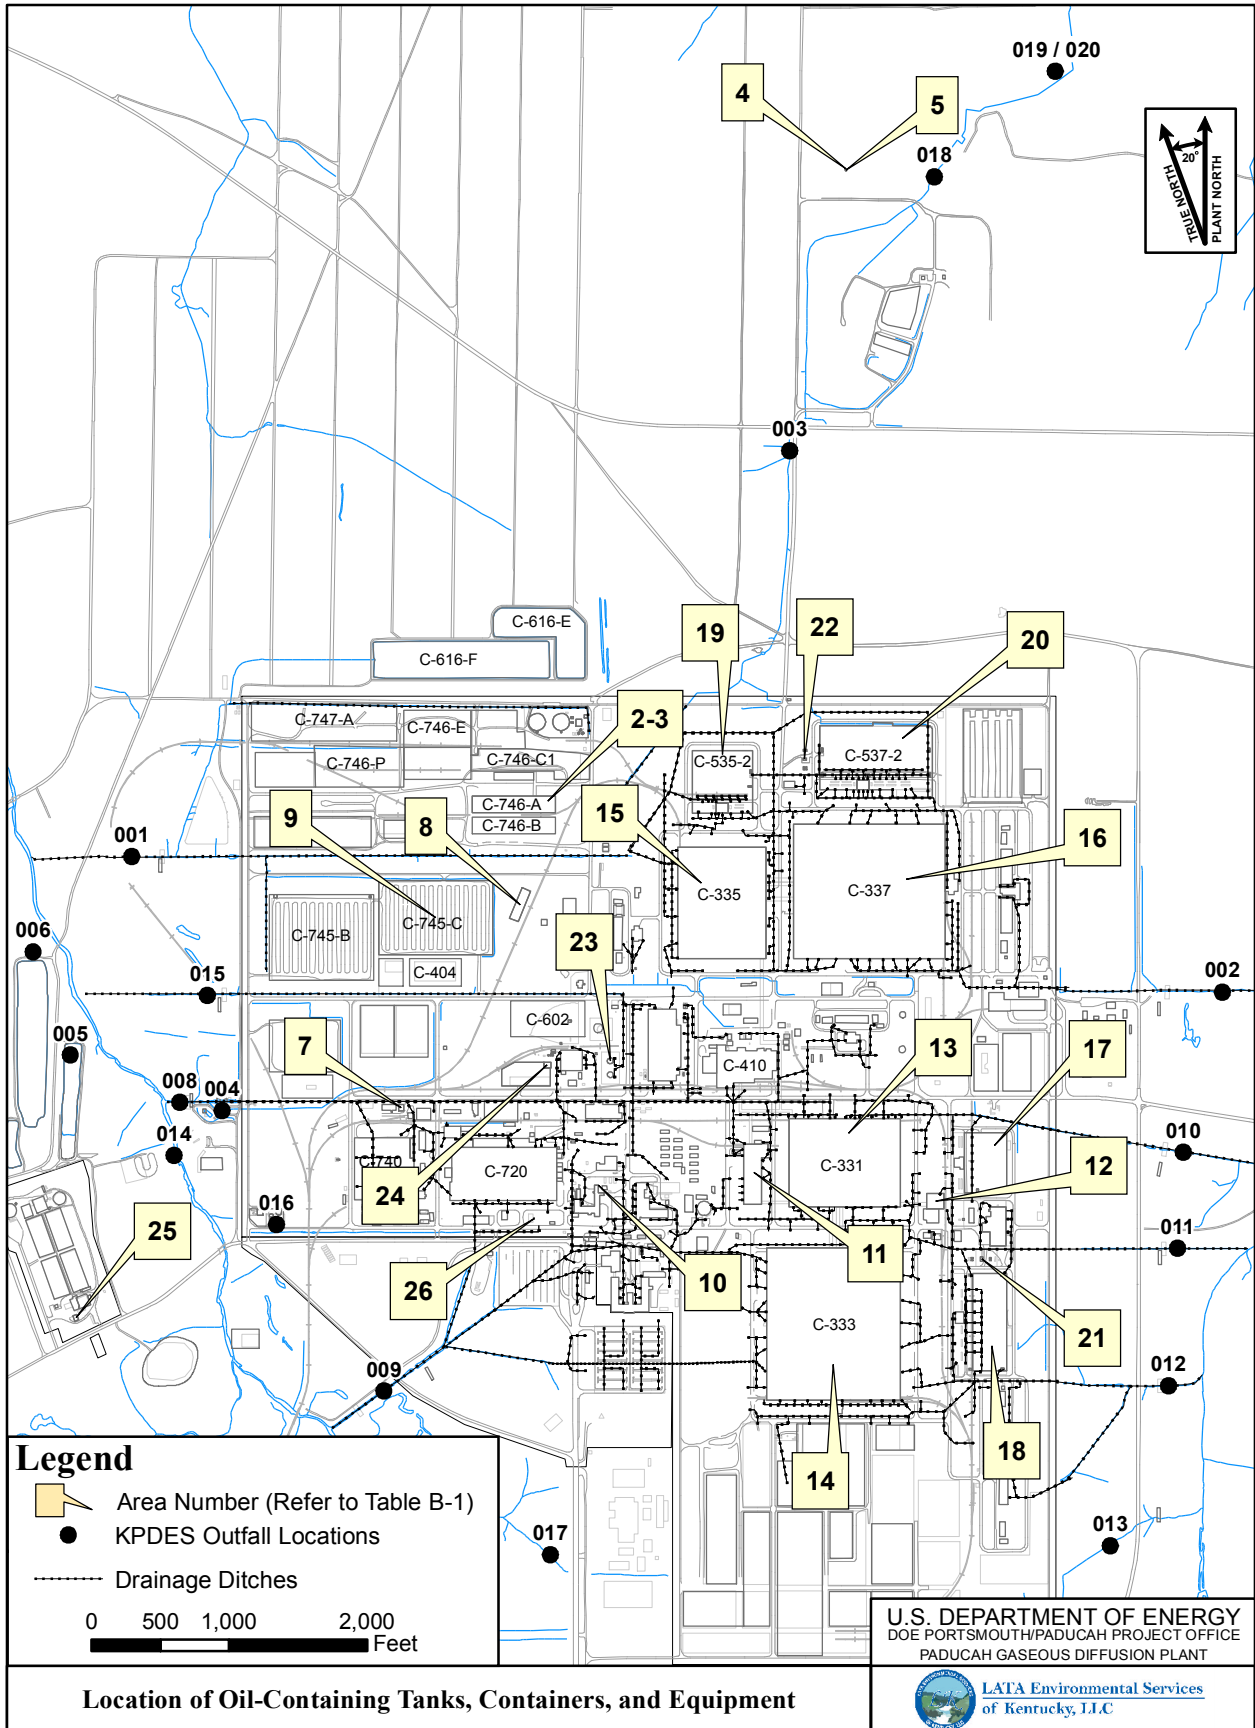 019 / 020
4
5
018
TRUE NORTH
20°
PLANT NORTH
003
C-616-E
C-616-F
19
22
20
2-3
C-747-A
C-746-E
C-746-P
C-746-C1
C-535-2
C-537-2
C-746-A
C-746-B
9
8
15
16
001
C-335
C-337
C-745-B
C-745-C
C-404
006
23
002
015
C-602
005
7
C-410
13
17
008
004
014
C-740
C-720
C-331
010
12
24
016
25
26
10
11
011
C-333
21
009
012
18
14
013
017
Legend
Area Number (Refer to Table B-1)
KPDES Outfall Locations
Drainage Ditches
0 500 1,000 2,000
Feet
U.S. DEPARTMENT OF ENERGY
DOE PORTSMOUTH/PADUCAH PROJECT OFFICE
PADUCAH GASEOUS DIFFUSION PLANT
Location of Oil-Containing Tanks, Containers, and Equipment
LATA Environmental Services
of Kentucky, LLC